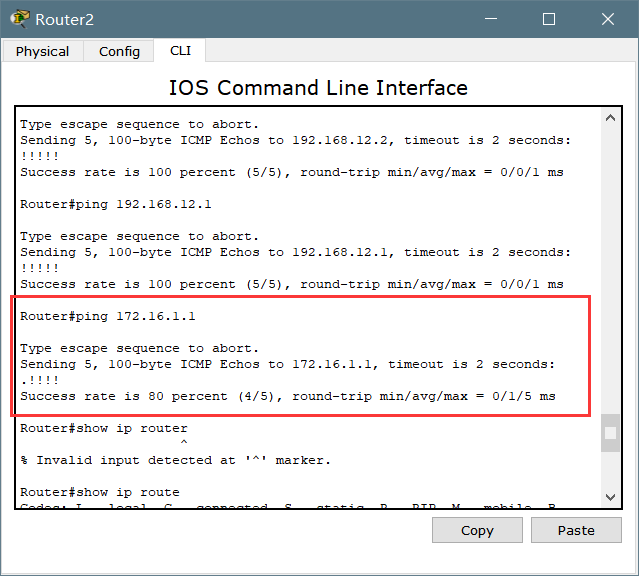 Router2
Physical Config CLI
IOS Command Line Interface
Type escape sequence to abort.
Sending 5, 100-byte ICMP Echos to 192.168.12.2, timeout is 2 seconds:
!!!!!
Success rate is 100 percent (5/5), round-trip min/avg/max = 0/0/1 ms
Router#ping 192.168.12.1
Type escape sequence to abort.
Sending 5, 100-byte ICMP Echos to 192.168.12.1, timeout is 2 seconds:
!!!!!
Success rate is 100 percent (5/5), round-trip min/avg/max = 0/0/1 ms
Router#ping 172.16.1.1
Type escape sequence to abort.
Sending 5, 100-byte ICMP Echos to 172.16.1.1, timeout is 2 seconds:
.!!!!
Success rate is 80 percent (4/5), round-trip min/avg/max = 0/1/5 ms
Router#show ip router
^
% Invalid input detected at '^' marker.
Router#show ip route
Codes: L - local, C - connected, S - static, R - RIP, M - mobile, B
Copy Paste